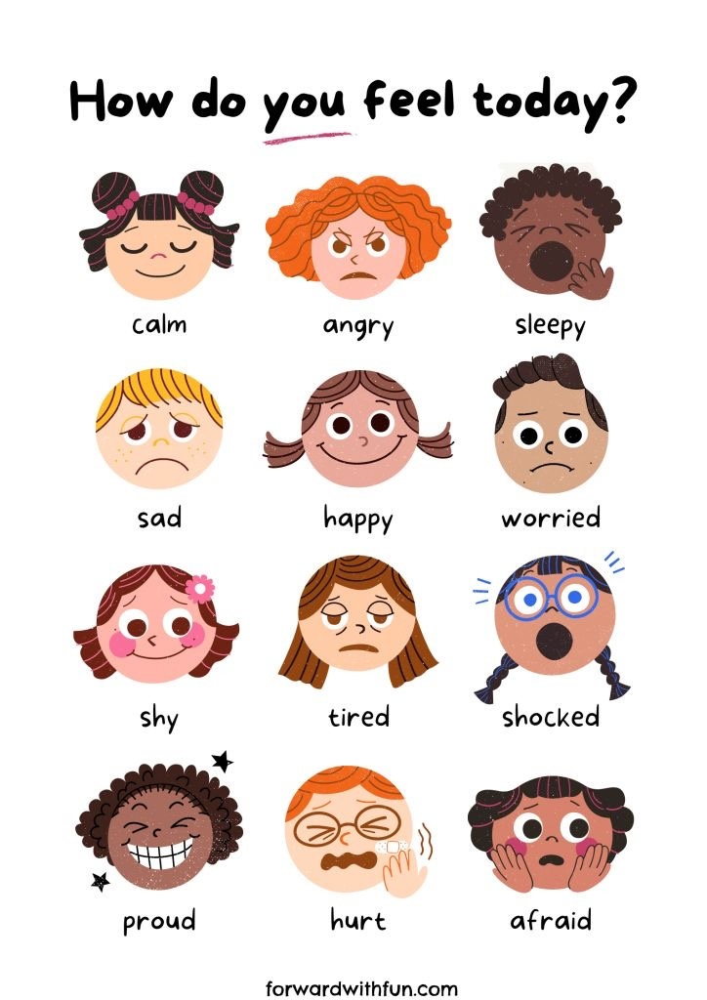 How do you feel today?
calm angry sleepy
sad happy worried
shy tired shocked
proud hurt afraid
forwardwithfun.com